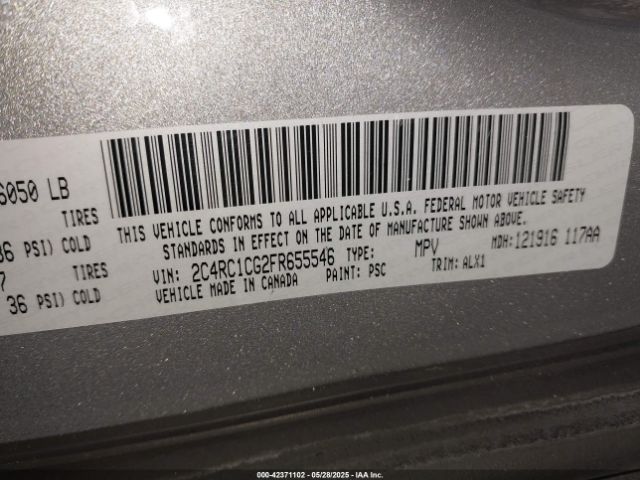 6050 LB
TIRES
36 PSI) COLD
7 TIRES
36 PSI) COLD
THIS VEHICLE CONFORMS TO ALL APPLICABLE U.S.A. FEDERAL MOTOR VEHICLE SAFETY
STANDARDS IN EFFECT ON THE DATE OF MANUFACTURE SHOWN ABOVE.
VIN: 2C4RC1CG2FR655546 TYPE: MPV MDH: 121916 117AA
VEHICLE MADE IN CANADA PAINT: PSC TRIM: ALX1
000-42371102 | 05/28/2025 | IAA Inc.